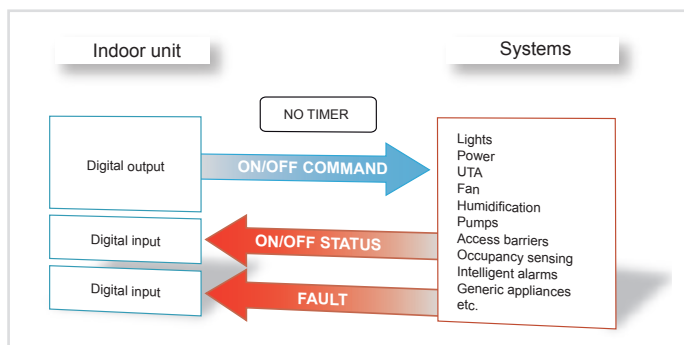 Indoor unit
Systems
NO TIMER
Digital output
ON/OFF COMMAND
Digital input
ON/OFF STATUS
Digital input
FAULT
Lights
Power
UTA
Fan
Humidification
Pumps
Access barriers
Occupancy sensing
Intelligent alarms
Generic appliances
etc.